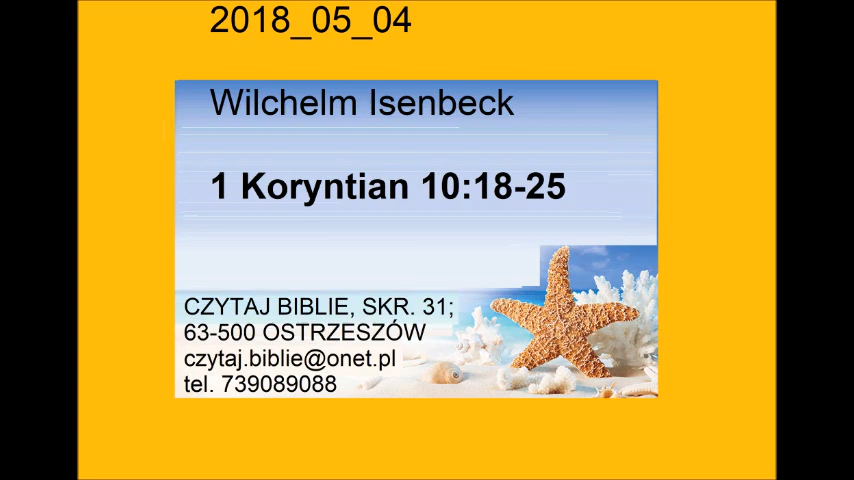 2018_05_04
Wilchelm Isenbeck
1 Koryntian 10:18-25
CZYTAJ BIBLIE, SKR. 31;
63-500 OSTRZESZÓW
czytaj.biblie@onet.pl
tel. 739089088